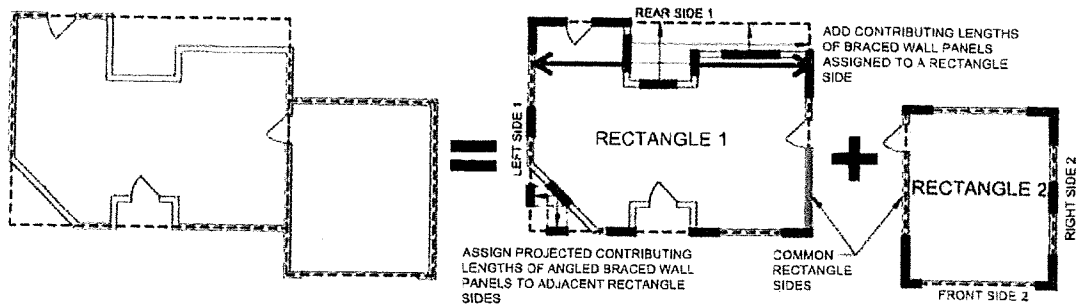 REAR SIDE 1
ADD CONTRIBUTING LENGTHS
OF BRACED WALL PANELS
ASSIGNED TO A RECTANGLE
SIDE
LEFT SIDE 1
RECTANGLE 1
RECTANGLE 2
RIGHT SIDE 2
ASSIGN PROJECTED CONTRIBUTING
LENGTHS OF ANGLED BRACED WALL
PANELS TO ADJACENT RECTANGLE
SIDES
COMMON
RECTANGLE
SIDES
FRONT SIDE 2